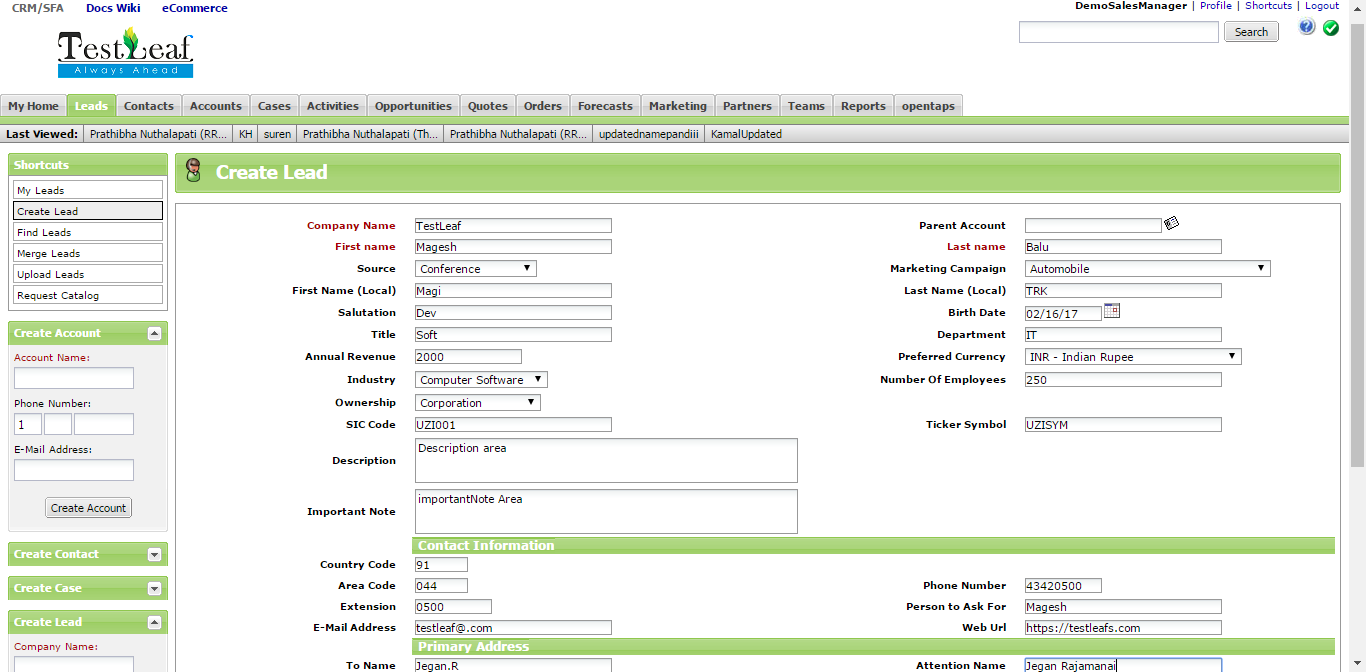 CRM/SFA Docs Wiki eCommerce DemoSalesManager | Profile | Shortcuts | Logout
TestLeaf
Always Ahead
Search
My Home Leads Contacts Accounts Cases Activities Opportunities Quotes Orders Forecasts Marketing Partners Teams Reports opentaps
Last Viewed: Prathibha Nuthalapati (RR... KH suren Prathibha Nuthalapati (Th... Prathibha Nuthalapati (RR... updatednamepandiii KamalUpdated
Shortcuts
My Leads
Create Lead
Find Leads
Merge Leads
Upload Leads
Request Catalog
Create Account
Account Name:
Phone Number:
1
E-Mail Address:
Create Account
Create Contact
Create Case
Create Lead
Company Name:
Create Lead
Company Name TestLeaf Parent Account
First name Magesh Last name Balu
Source Conference Marketing Campaign Automobile
First Name (Local) Magi Last Name (Local) TRK
Salutation Dev Birth Date 02/16/17
Title Soft Department IT
Annual Revenue 2000 Preferred Currency INR - Indian Rupee
Industry Computer Software Number Of Employees 250
Ownership Corporation
SIC Code UZI001 Ticker Symbol UZISYM
Description Description area
Important Note importantNote Area
Contact Information
Country Code 91
Area Code 044 Phone Number 43420500
Extension 0500 Person to Ask For Magesh
E-Mail Address testleaf@.com Web Url https://testleafs.com
Primary Address
To Name Jegan.R Attention Name Jegan Rajamanai